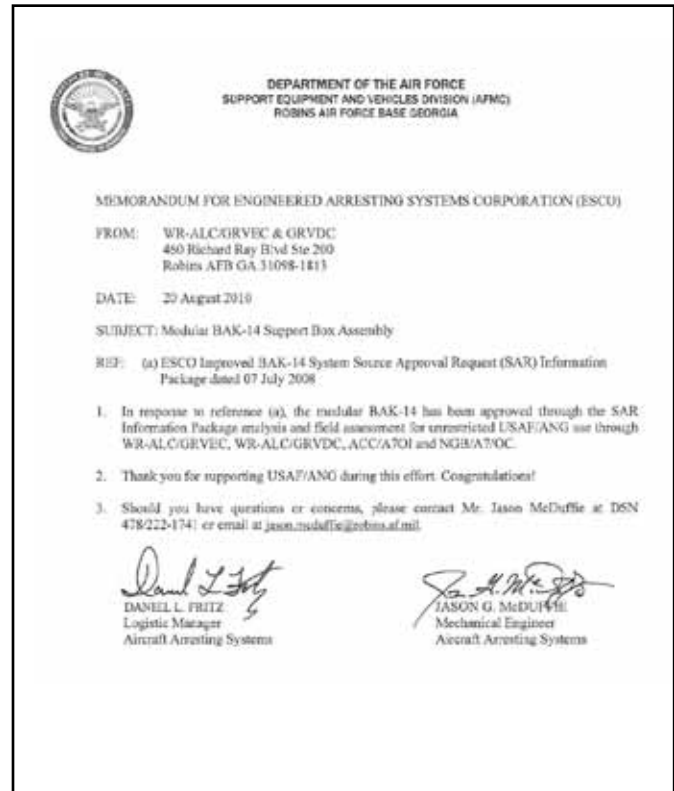 DEPARTMENT OF THE AIR FORCE
SUPPORT EQUIPMENT AND VEHICLES DIVISION (AFMC)
ROBINS AIR FORCE BASE GEORGIA
MEMORANDUM FOR ENGINEERED ARRESTING SYSTEMS CORPORATION (ESCO)
FROM: WR-ALC/GRVEC & GRVDC
460 Richard Ray Blvd Ste 200
Robins AFB GA 31098-1813
DATE: 20 August 2010
SUBJECT: Modular BAK-14 Support Box Assembly
REF: (a) ESCO Improved BAK-14 System Source Approval Request (SAR) Information
Package dated 07 July 2008
1. In response to reference (a), the modular BAK-14 has been approved through the SAR
Information Package analysis and field assessment for unrestricted USAF/ANG use through
WR-ALC/GRVEC, WR-ALC/GRVDC, ACC/A7OI and NGB/A7/OC.
2. Thank you for supporting USAF/ANG during this effort. Congratulations!
3. Should you have questions or concerns, please contact Mr. Jason McDuffie at DSN
478/222-1741 or email at jason.mcduffie@robins.af.mil.
DANIEL L. FRITZ
Logistic Manager
Aircraft Arresting Systems
JASON G. McDUFFIE
Mechanical Engineer
Aircraft Arresting Systems